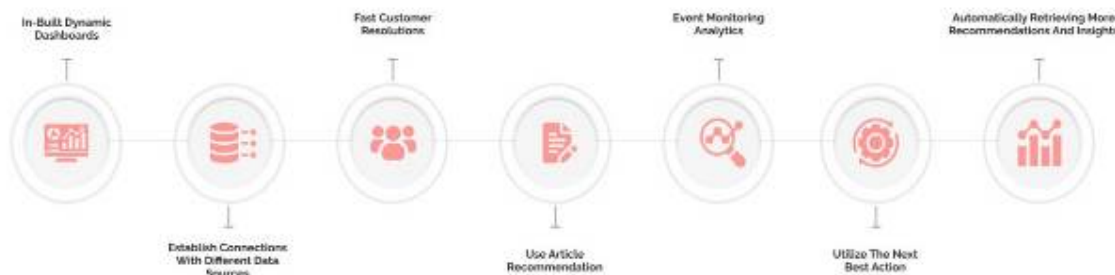 In-Built Dynamic
Dashboards
Establish Connections
With Different Data
Sources
Fast Customer
Resolutions
Use Article
Recommendation
Event Monitoring
Analytics
Utilize The Next
Best Action
Automatically Retrieving More
Recommendations And Insights